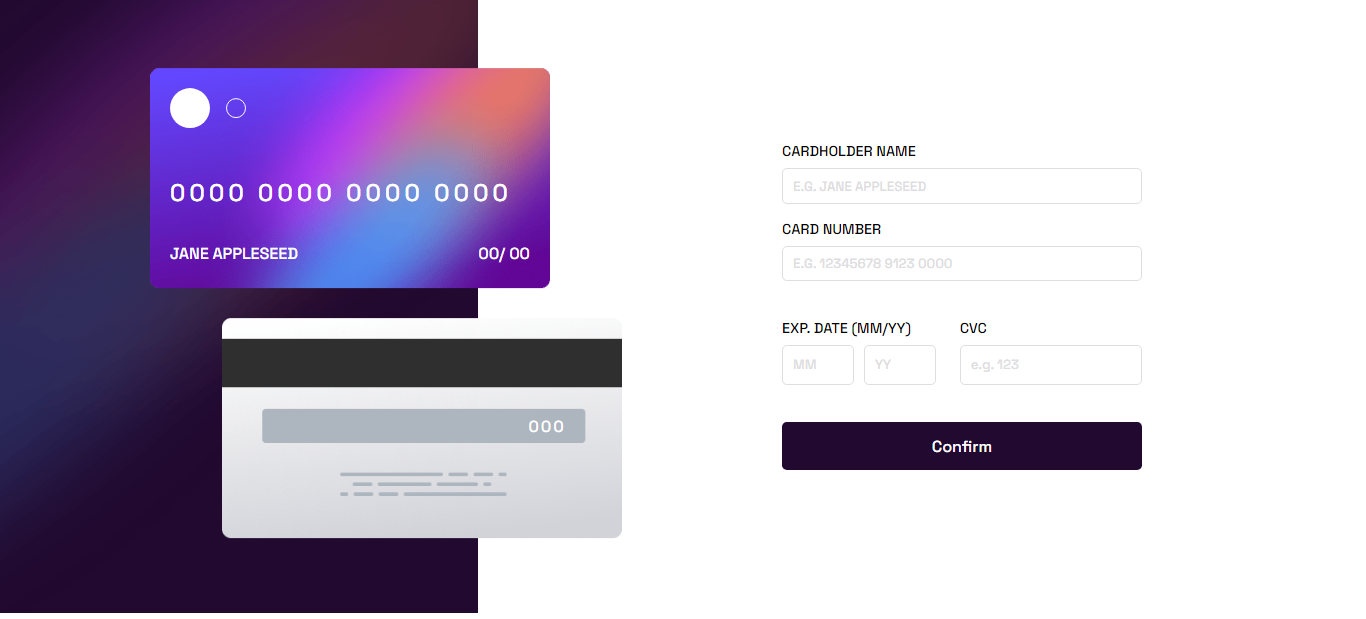 0000 0000 0000 0000
JANE APPLESEED 00/ 00
000
CARDHOLDER NAME
E.G. JANE APPLESEED
CARD NUMBER
E.G. 12345678 9123 0000
EXP. DATE (MM/YY) CVC
MM YY e.g. 123
Confirm